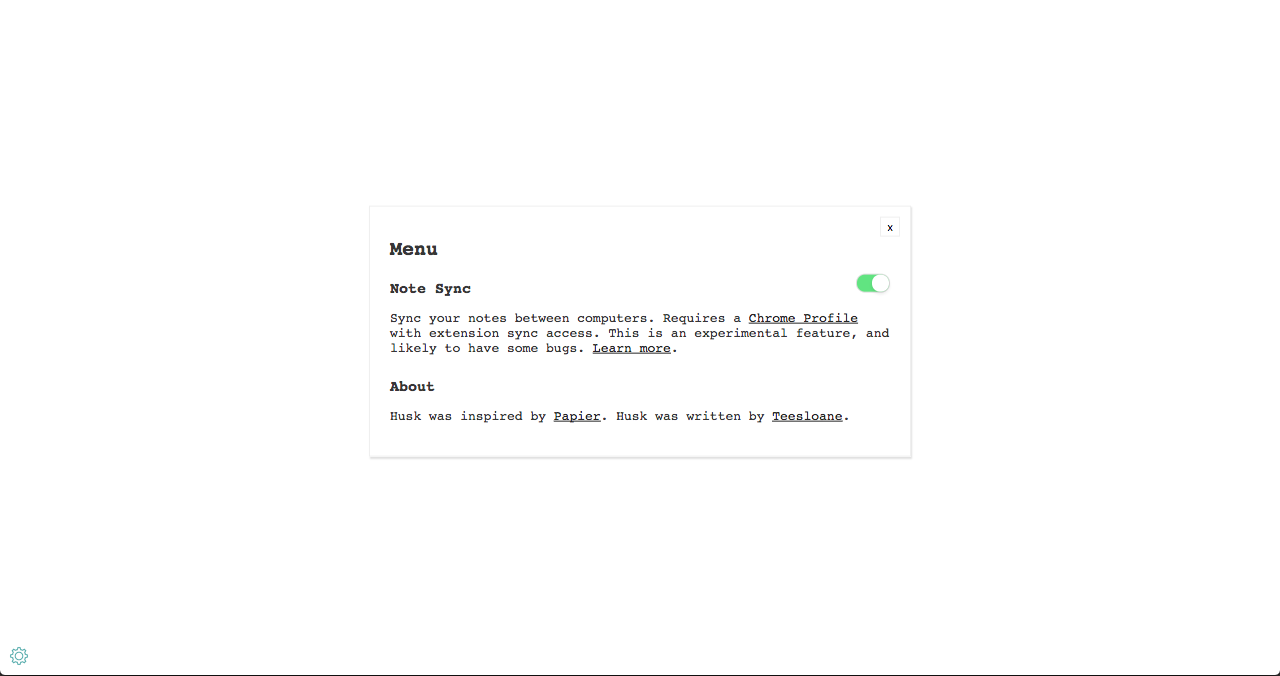 x
Menu
Note Sync
Sync your notes between computers. Requires a Chrome Profile
with extension sync access. This is an experimental feature, and
likely to have some bugs. Learn more.
About
Husk was inspired by Papier. Husk was written by Teesloane.